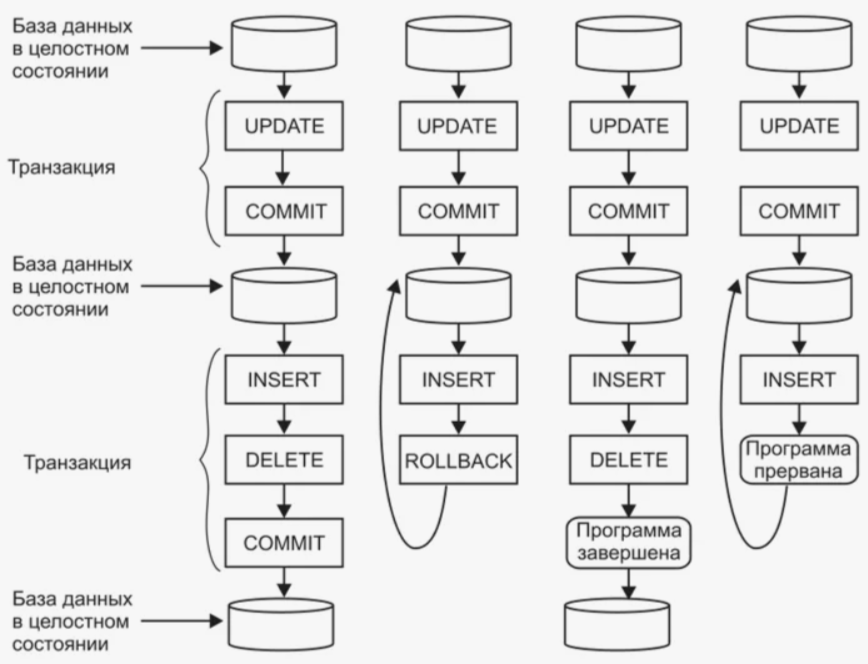 База данных
в целостном
состоянии
UPDATE UPDATE UPDATE UPDATE
Транзакция
COMMIT COMMIT COMMIT COMMIT
База данных
в целостном
состоянии
INSERT INSERT INSERT INSERT
Транзакция
DELETE ROLLBACK DELETE Программа
прервана
COMMIT Программа
завершена
База данных
в целостном
состоянии